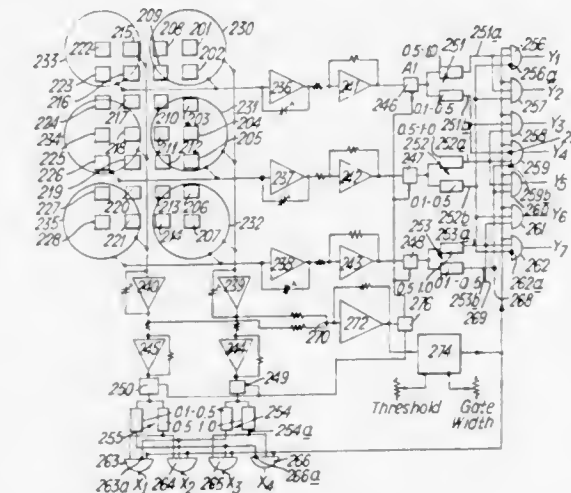 209 215 208 201 230
233 222 202
223
216
224 217 210 203 231
234 204
225 218 211 212 205
226
219
227 220 213 206 232
235
228 221 214 207
236 241 246 A1
237 242 247
238 243 248
240 239
245 244
250 249
270 272 276
0.5-1.0 251 251a
0.1-0.5 251b
0.5-1.0 252 252a
252b
253 253a
0.5-1.0 0.1-0.5
253b 269
256 Y1
256a Y2
257 Y3
258 Y4
259 Y5
259b
260 Y6
261
262 Y7
262a
268
274
Threshold Gate
Width
255 0.1-0.5 254
0.5-1.0 254a
263 266
263a X1 264 X2 265 X3 X4 266a